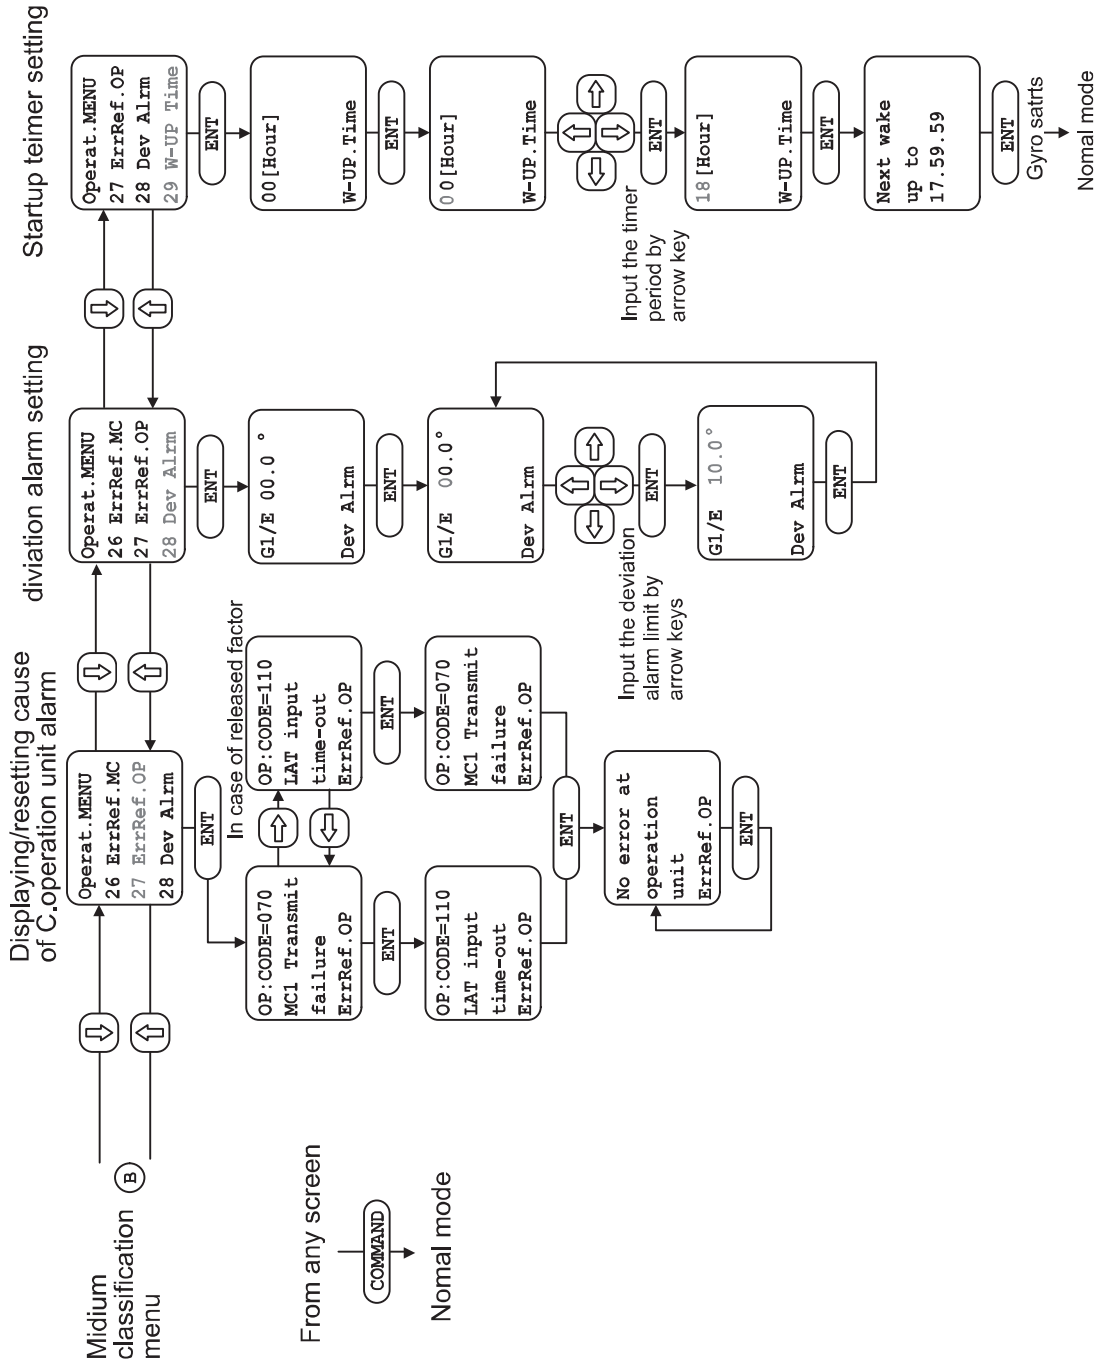 Midium
classification
menu
B
From any screen
COMMAND
Nomal mode
Displaying/resetting cause
of C.operation unit alarm
Operat.MENU
26 ErrRef.MC
27 ErrRef.OP
28 Dev Alrm
ENT
In case of released factor
OP:CODE=070
MC1 Transmit
failure
ErrRef.OP
OP:CODE=110
LAT input
time-out
ErrRef.OP
ENT
ENT
OP:CODE=110
LAT input
time-out
ErrRef.OP
OP:CODE=070
MC1 Transmit
failure
ErrRef.OP
ENT
No error at
operation
unit
ErrRef.OP
ENT
diviation alarm setting
Operat.MENU
26 ErrRef.MC
27 ErrRef.OP
28 Dev Alrm
ENT
G1/E 00.0 °
Dev Alrm
ENT
G1/E 00.0°
Dev Alrm
Input the deviation
alarm limit by
arrow keys
ENT
G1/E 10.0°
Dev Alrm
ENT
Startup teimer setting
Operat.MENU
27 ErrRef.OP
28 Dev Alrm
29 W-UP Time
ENT
00[Hour]
W-UP.Time
ENT
00[Hour]
W-UP.Time
Input the timer
period by
arrow key
ENT
18[Hour]
W-UP.Time
ENT
Next wake
up to
17.59.59
ENT
Gyro satrts
Nomal mode